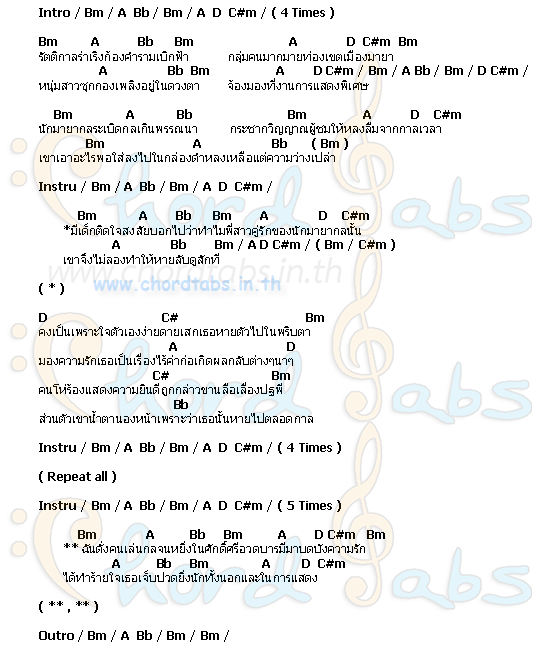 Intro / Bm / A Bb / Bm / A D C#m / ( 4 Times )
Bm A Bb Bm A D C#m Bm
รัตติกาลร่าเริงก้องคำรามเบิกฟ้า กลุ่มคนมากมายท่องเขตเมืองมายา
A Bb Bm A D C#m / Bm / A Bb / Bm / D C#m /
หนุ่มสาวซุกกองเพลิงอยู่ในดวงตา จ้องมองที่งานการแสดงพิเศษ
Bm A Bb Bm A D C#m
นักมายากลระเบิดกลเกินพรรณนา กระชากวิญญาณผู้ชมให้หลงลืมจากกาลเวลา
Bm A Bb ( Bm )
เขาเอาอะไรพอใส่ลงไปในกล่องดำหลงเหลือแต่ความว่างเปล่า
Instru / Bm / A Bb / Bm / A D C#m /
Bm A Bb Bm A D C#m
*มีเด็กติดใจสงสัยบอกไปว่าทำไมพี่สาวคู่รักของนักมายากลนั้น
A Bb Bm / A D C#m / ( Bm / C#m )
เขาจึงไม่ลองทำให้หายลับดูสักที
www.chordtabs.in.th
www.chordtabs.in.th
( * )
D C# Bm
คงเป็นเพราะใจตัวเองง่ายดายเสกเธอหายตัวไปในพริบตา
A D
มองความรักเธอเป็นเรื่องไร้ค่าก่อเกิดผลกลับต่างๆนาๆ
C# Bm
คนโห่ร้องแสดงความยินดีถูกกล่าวขานลือเลื่องปฐพี
Bb
ส่วนตัวเขาน้ำตานองหน้าเพราะว่าเธอนั้นหายไปตลอดกาล
Instru / Bm / A Bb / Bm / A D C#m / ( 4 Times )
( Repeat all )
Instru / Bm / A Bb / Bm / A D C#m / ( 5 Times )
Bm A Bb Bm A D C#m Bm
** ฉันดั่งคนเล่นกลจนหยิ่งในศักดิ์ศรีอวดบารมีมาบดบังความรัก
A Bb Bm A D C#m
ได้ทำร้ายใจเธอเจ็บปวดยิ่งนักทั้งนอกและในการแสดง
( ** , ** )
Outro / Bm / A Bb / Bm / Bm /